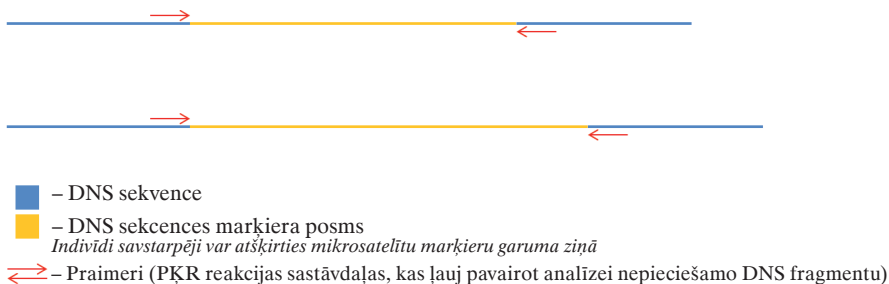 – DNS sekvence
– DNS sekcences marķiera posms
Indivīdi savstarpēji var atšķirties mikrosatelītu marķieru garuma ziņā
– Praimeri (PĶR reakcijas sastāvdaļas, kas ļauj pavairot analīzei nepieciešamo DNS fragmentu)